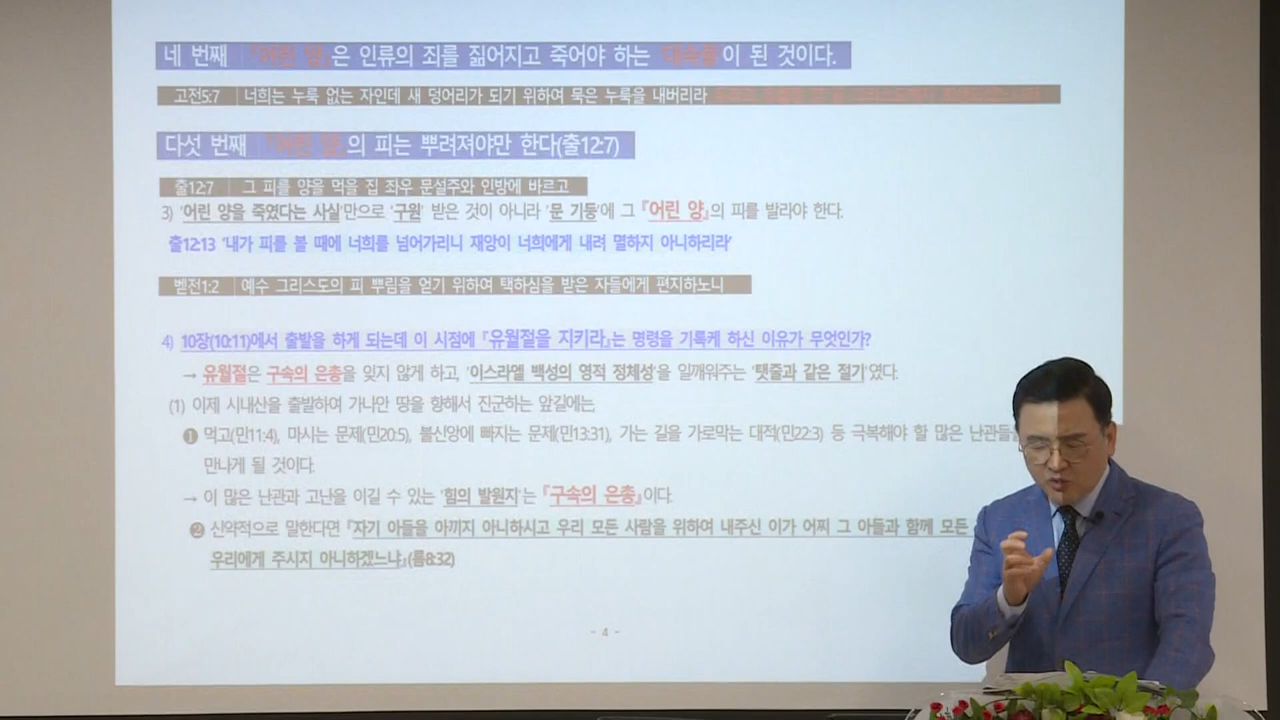 네 번째 『어린 양』은 인류의 죄를 짊어지고 죽어야 하는 '대속물'이 된 것이다.
고전5:7 너희는 누룩 없는 자인데 새 덩어리가 되기 위하여 묵은 누룩을 내버리라
다섯 번째 『어린 양』의 피는 뿌려져야만 한다(출12:7)
출12:7 그 피를 양을 먹을 집 좌우 문설주와 인방에 바르고
3) '어린 양을 죽였다는 사실'만으로 '구원' 받은 것이 아니라 '문 기둥'에 그 『어린 양』의 피를 발라야 한다.
출12:13 '내가 피를 볼 때에 너희를 넘어가리니 재앙이 너희에게 내려 멸하지 아니하리라'
벧전1:2 예수 그리스도의 피 뿌림을 얻기 위하여 택하심을 받은 자들에게 편지하노니
4) 10장(10:11)에서 출발을 하게 되는데 이 시점에 『유월절을 지키라』는 명령을 기록케 하신 이유가 무엇인가?
→ 유월절은 구속의 은총을 잊지 않게 하고, '이스라엘 백성의 영적 정체성'을 일깨워주는 '탯줄과 같은 절기'였다.
(1) 이제 시내산을 출발하여 가나안 땅을 향해서 진군하는 앞길에는,
❶ 먹고(민11:4), 마시는 문제(민20:5), 불신앙에 빠지는 문제(민13:31), 가는 길을 가로막는 대적(민22:3) 등 극복해야 할 많은 난관들
만나게 될 것이다.
→ 이 많은 난관과 고난을 이길 수 있는 '힘의 발원지'는 『구속의 은총』이다.
❷ 신약적으로 말한다면 『자기 아들을 아끼지 아니하시고 우리 모든 사람을 위하여 내주신 이가 어찌 그 아들과 함께 모든
우리에게 주시지 아니하겠느냐』(롬8:32)
- 4 -